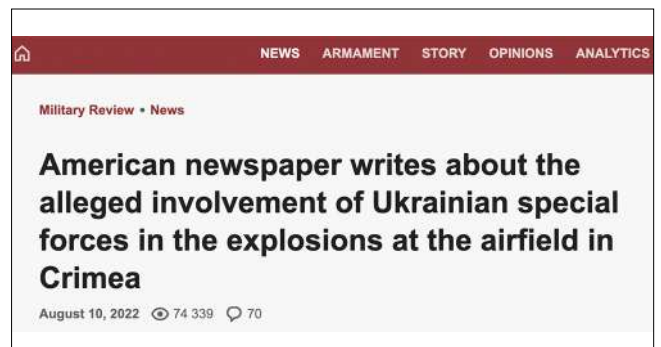 NEWS ARMAMENT STORY OPINIONS ANALYTICS
Military Review • News
American newspaper writes about the
alleged involvement of Ukrainian special
forces in the explosions at the airfield in
Crimea
August 10, 2022 74 339 70